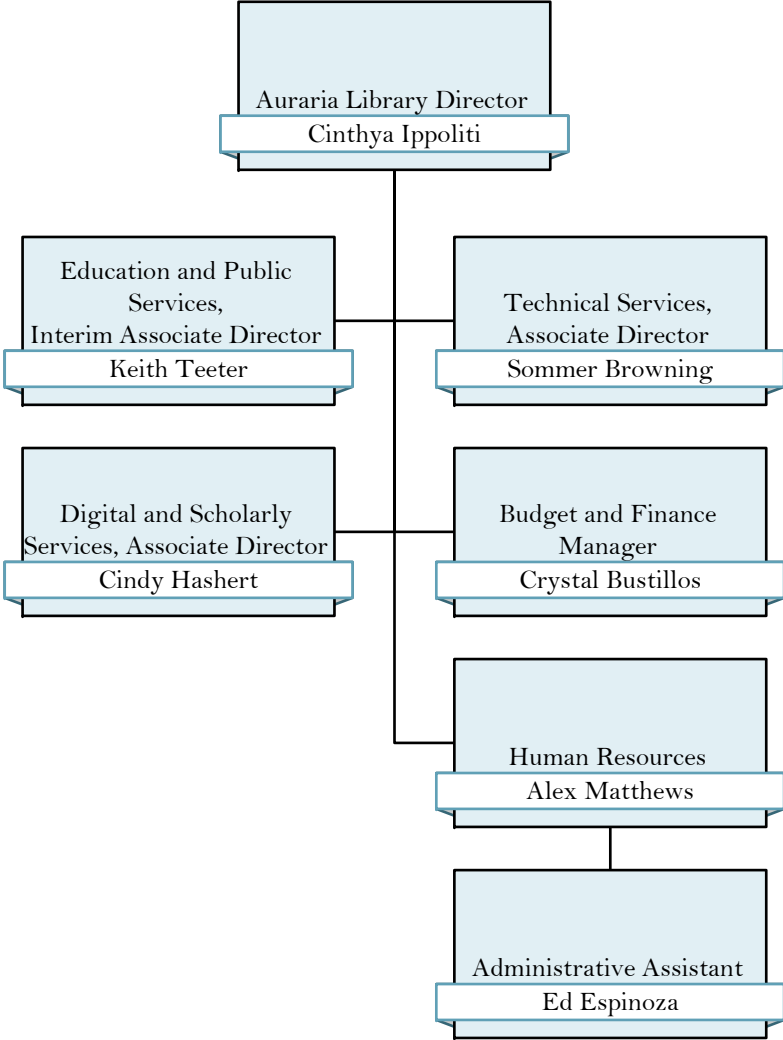 Auraria Library Director
Cinthya Ippoliti
Education and Public
Services,
Interim Associate Director
Keith Teeter
Technical Services,
Associate Director
Sommer Browning
Digital and Scholarly
Services, Associate Director
Cindy Hashert
Budget and Finance
Manager
Crystal Bustillos
Human Resources
Alex Matthews
Administrative Assistant
Ed Espinoza